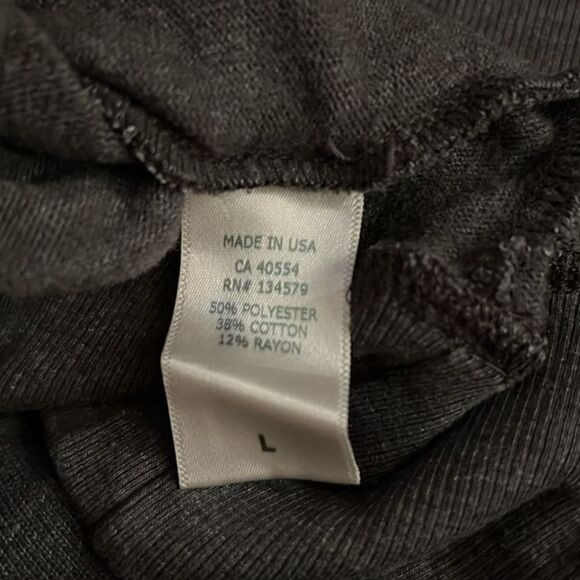 MADE IN USA
CA 40554
RN# 134579
50% POLYESTER
38% COTTON
12% RAYON
L